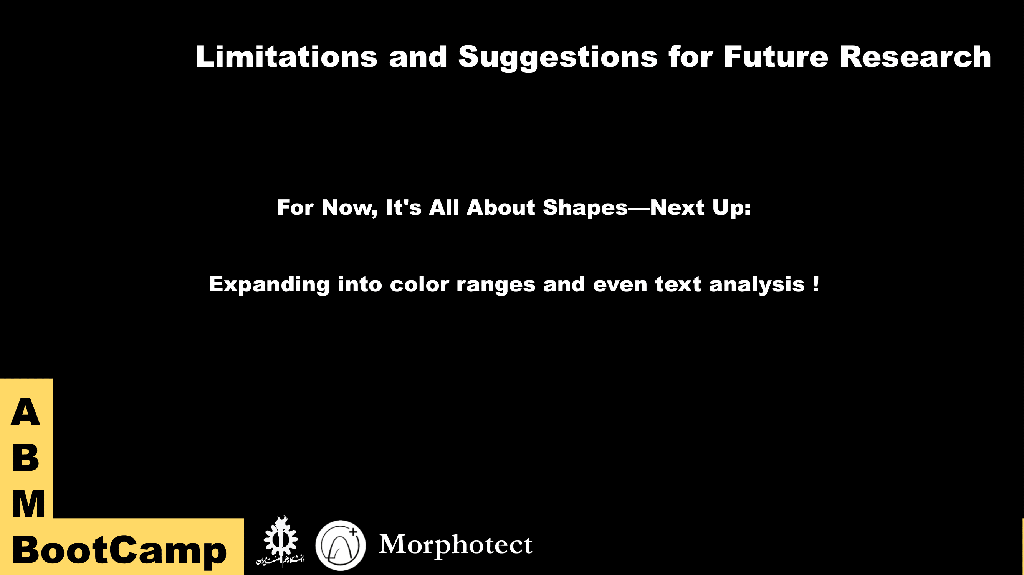 Limitations and Suggestions for Future Research
For Now, It's All About Shapes—Next Up:
Expanding into color ranges and even text analysis !
A
B
M
BootCamp
Morphotect